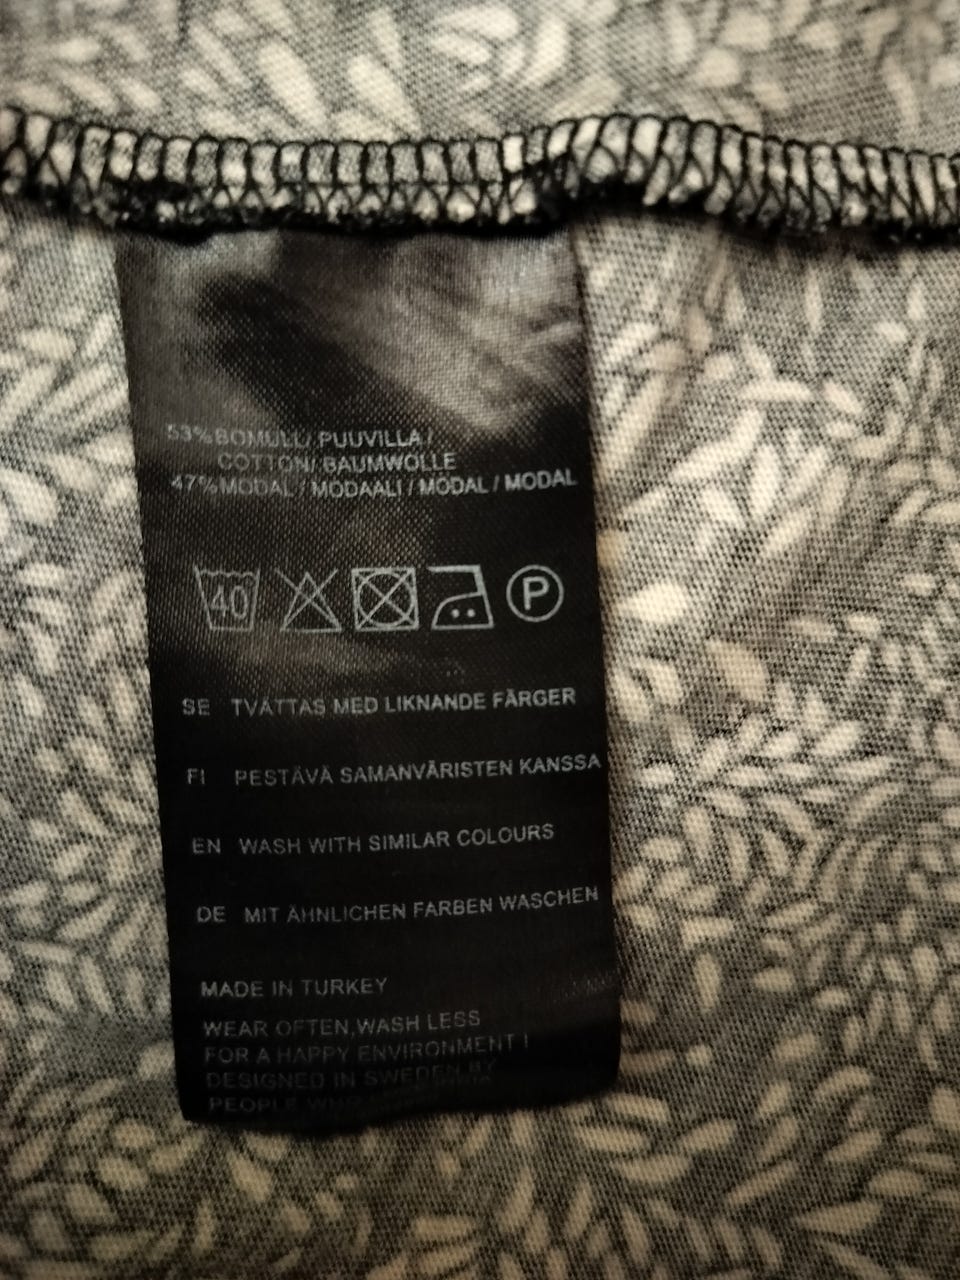 53% BOMULL/ PUUVILLA /
COTTON/ BAUMWOLLE
47% MODAL / MODAALI / MODAL / MODAL
40 P
SE TVÄTTAS MED LIKNANDE FÄRGER
FI PESTÄVÄ SAMANVÄRISTEN KANSSA
EN WASH WITH SIMILAR COLOURS
DE MIT ÄHNLICHEN FARBEN WASCHEN
MADE IN TURKEY
WEAR OFTEN, WASH LESS
FOR A HAPPY ENVIRONMENT !
DESIGNED IN SWEDEN BY
PEOPLE WHO